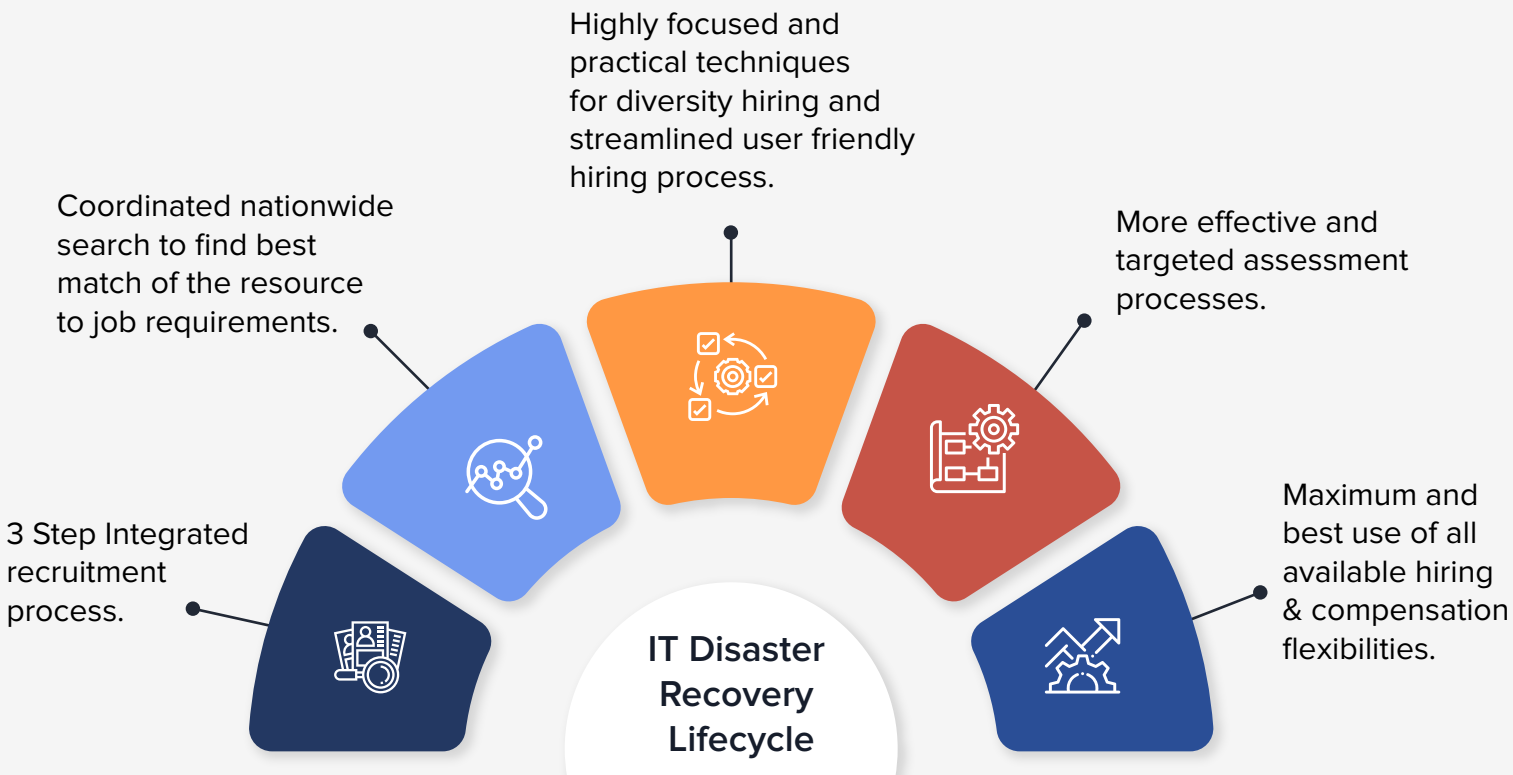 Highly focused and
practical techniques
for diversity hiring and
streamlined user friendly
hiring process.
Coordinated nationwide
search to find best
match of the resource
to job requirements.
More effective and
targeted assessment
processes.
3 Step Integrated
recruitment
process.
Maximum and
best use of all
available hiring
& compensation
flexibilities.
IT Disaster
Recovery
Lifecycle